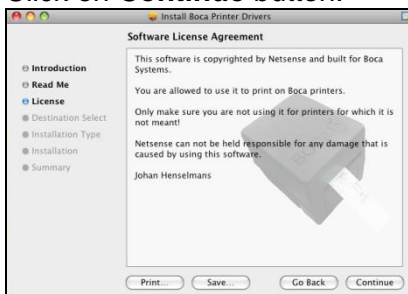 Click on Continue button.
Install Boca Printer Drivers
Software License Agreement
Introduction
Read Me
License
Destination Select
Installation Type
Installation
Summary
This software is copyrighted by Netsense and built for Boca
Systems.
You are allowed to use it to print on Boca printers.
Only make sure you are not using it for printers for which it is
not meant!
Netsense can not be held responsible for any damage that is
caused by using this software.
Johan Henselmans
BOCA
Print...
Save...
Go Back
Continue